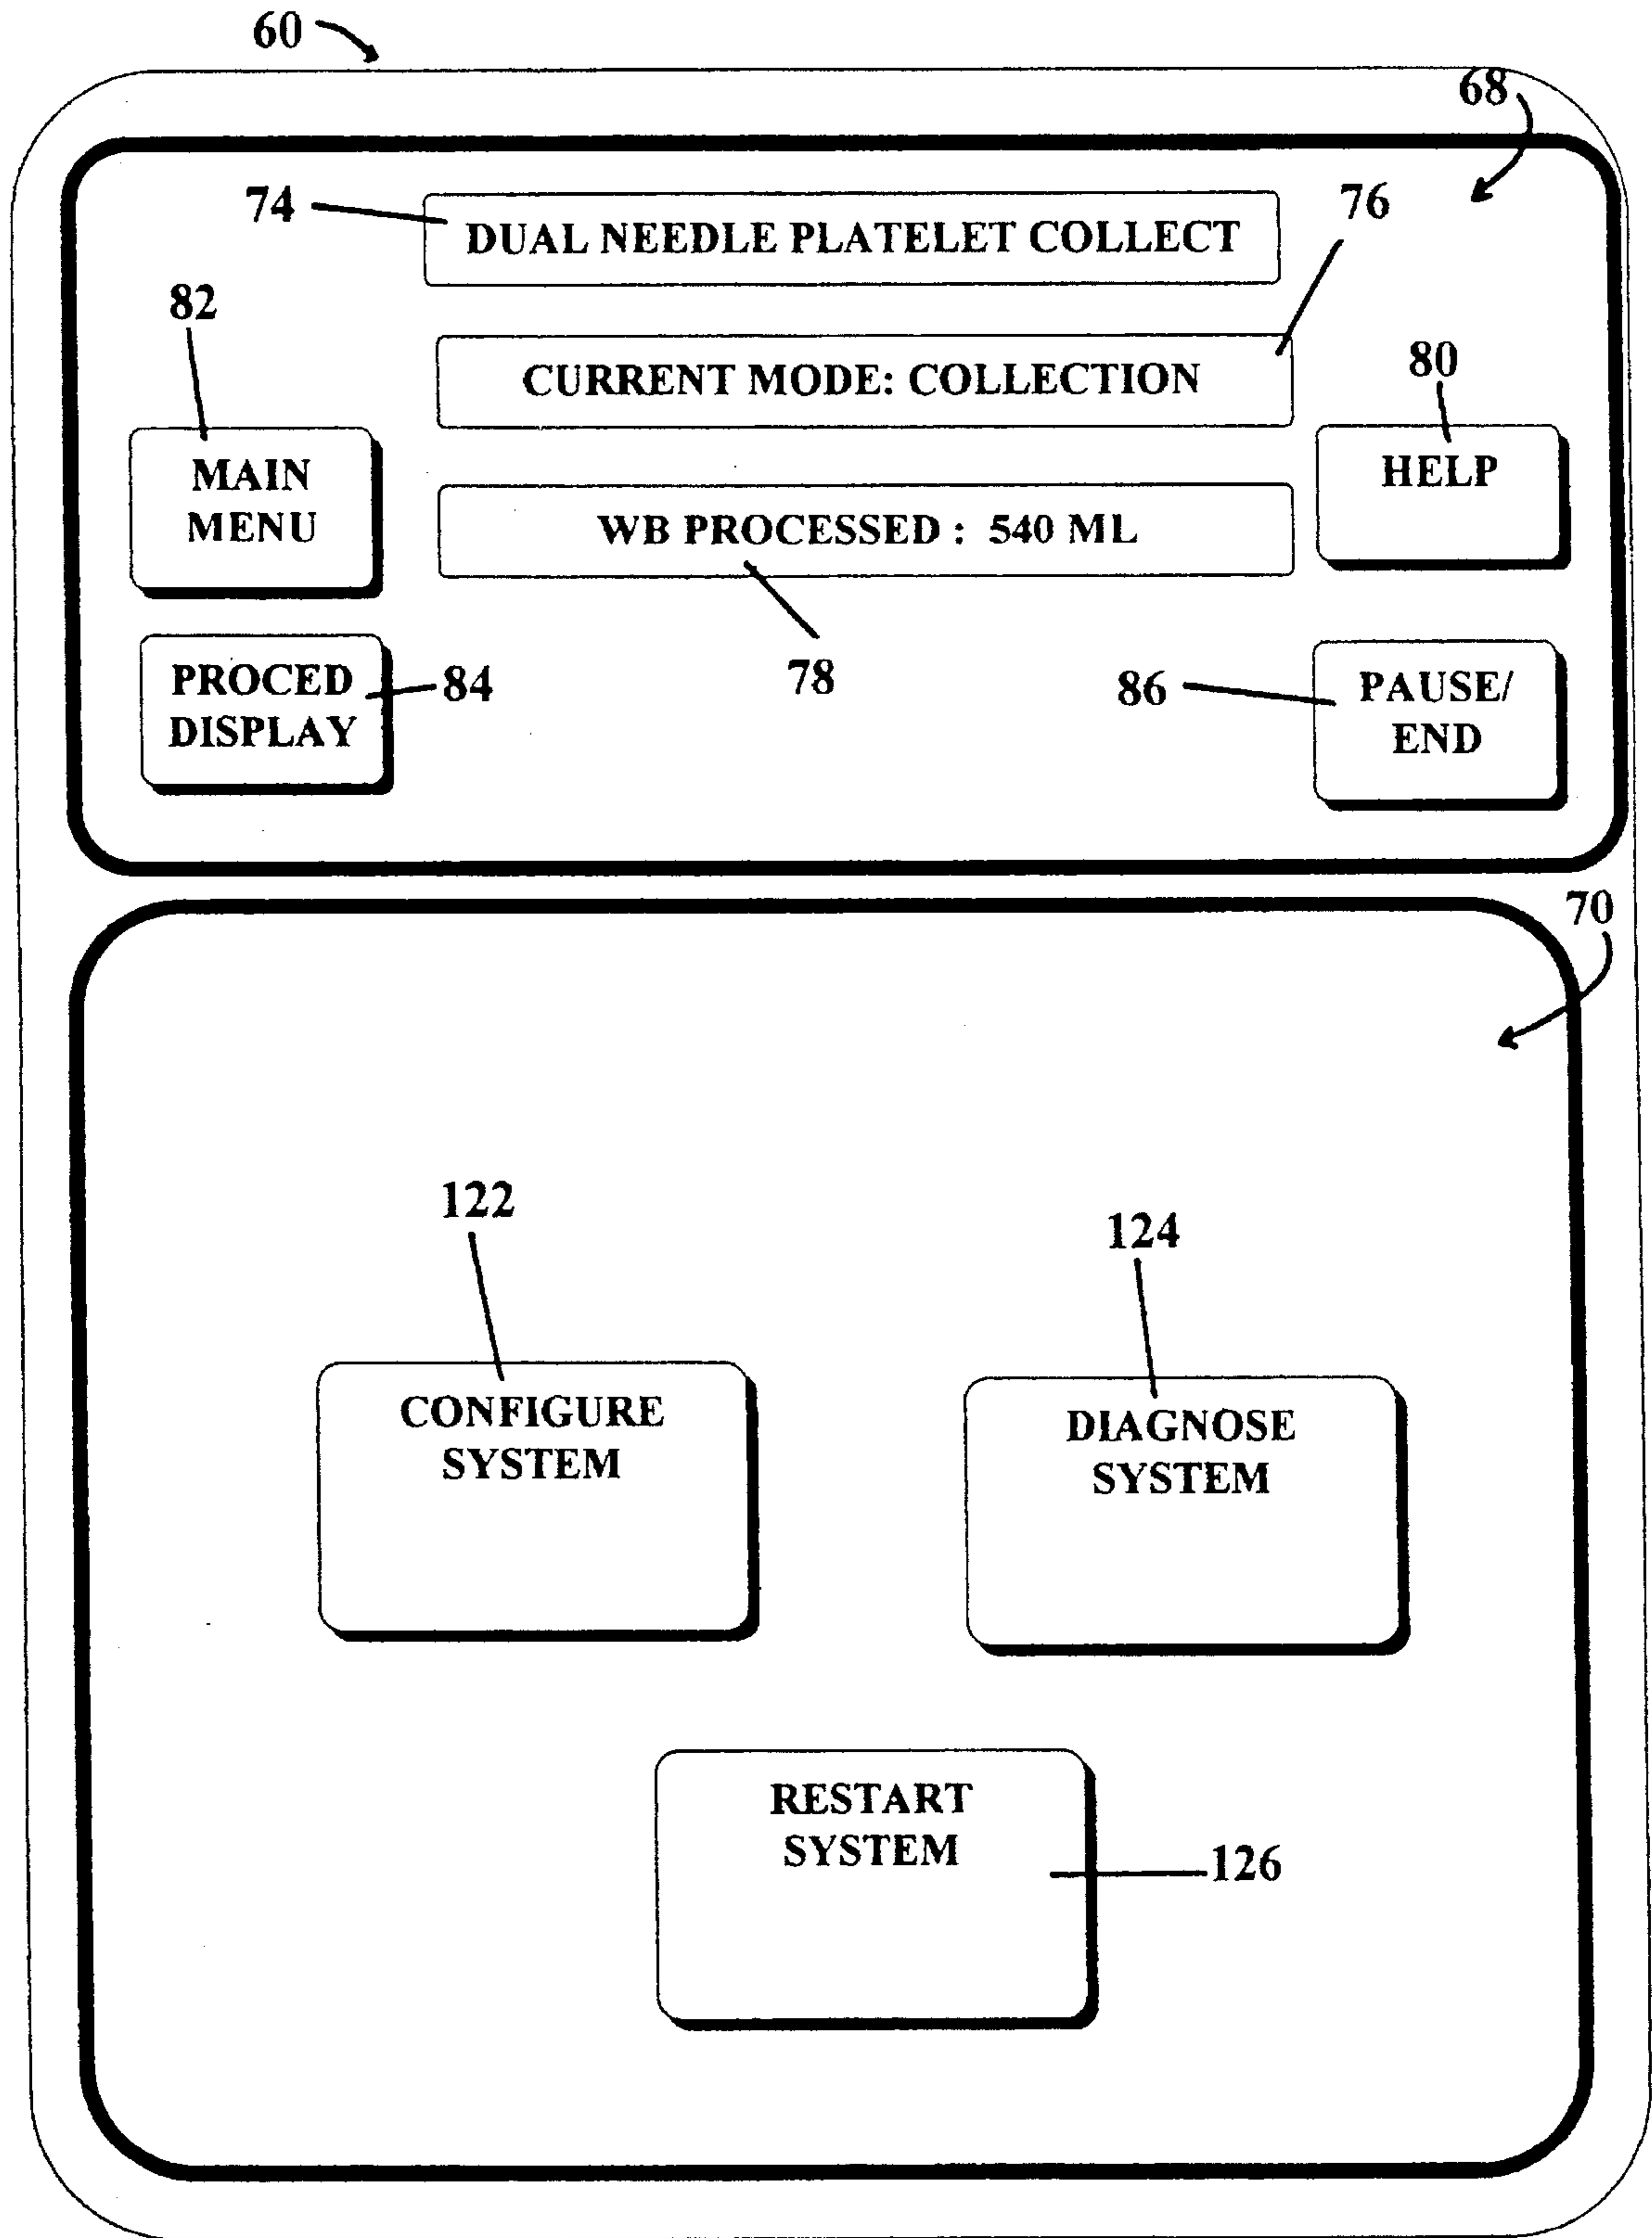 60
68
74
DUAL NEEDLE PLATELET COLLECT
76
82
CURRENT MODE: COLLECTION
80
MAIN
MENU
HELP
WB PROCESSED : 540 ML
PROCED
DISPLAY
84
78
86
PAUSE/
END
70
122
124
CONFIGURE
SYSTEM
DIAGNOSE
SYSTEM
RESTART
SYSTEM
126